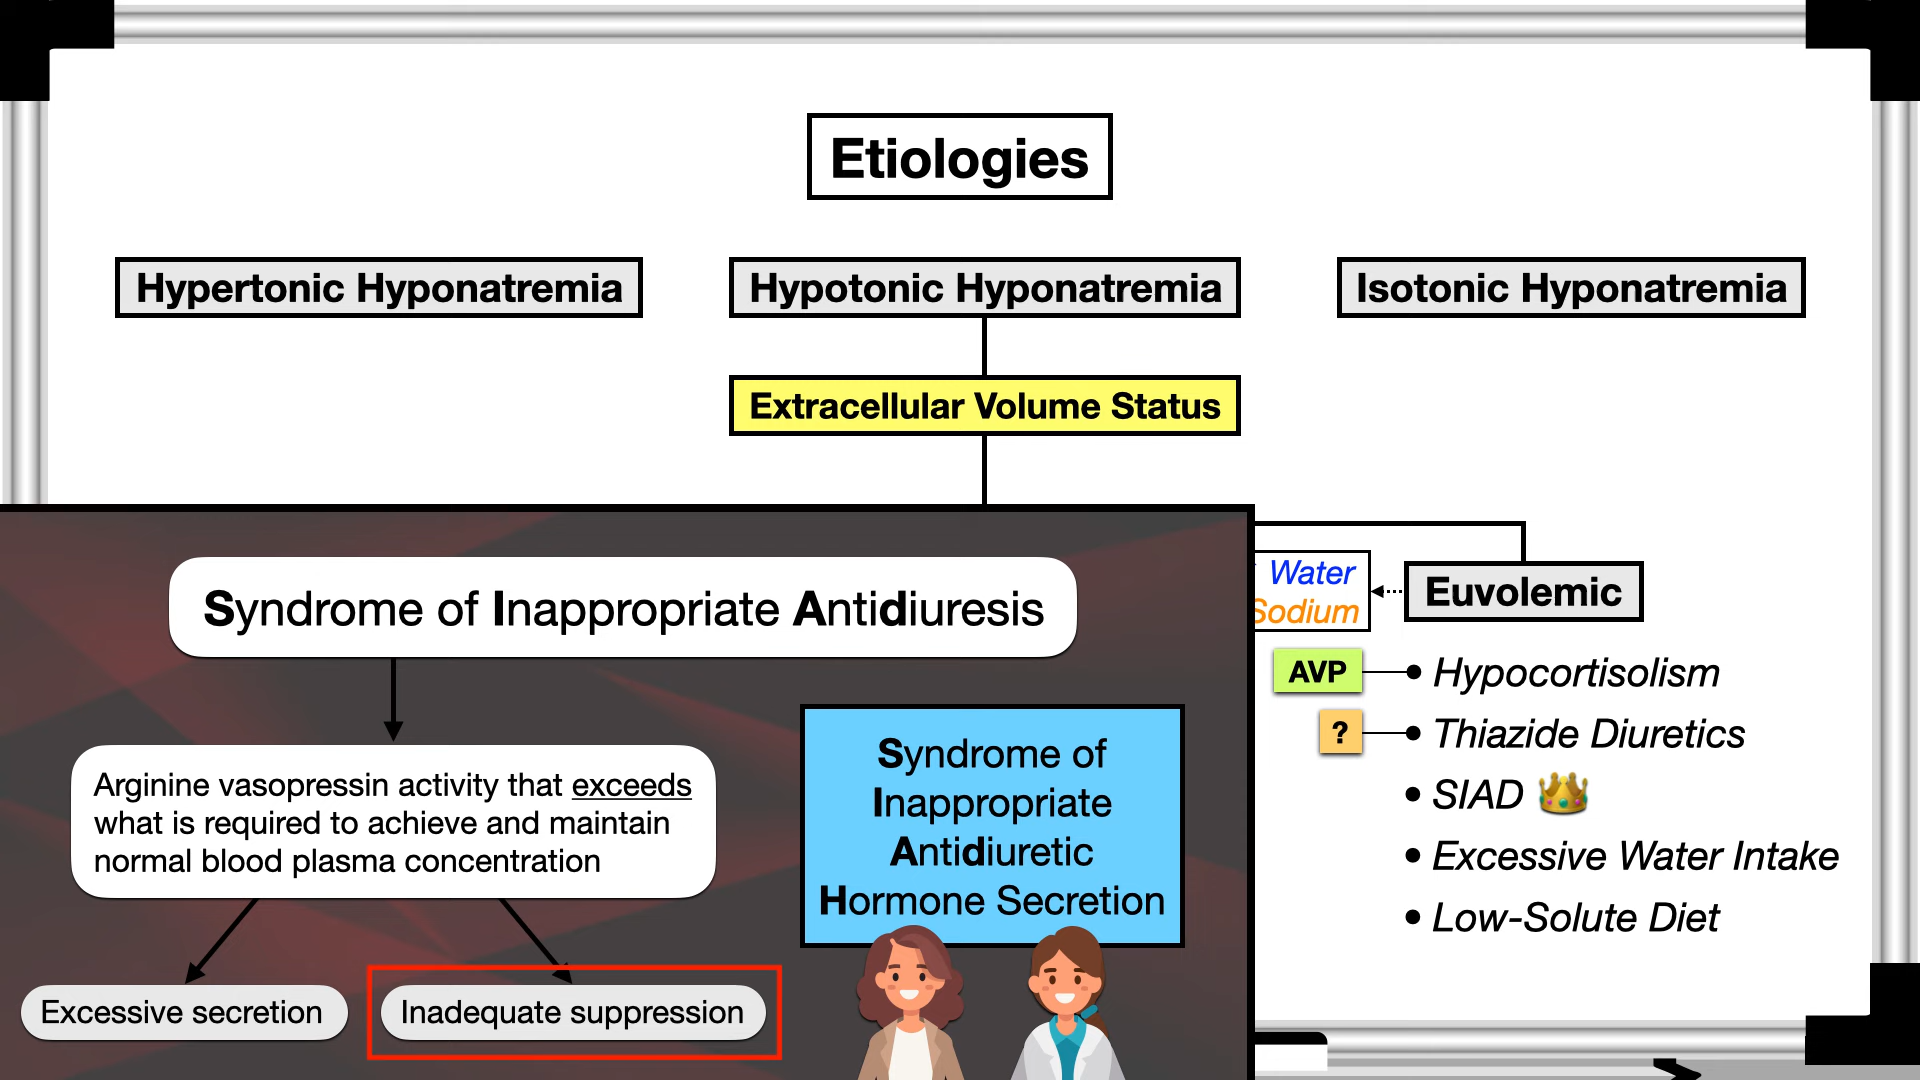 Etiologies
Hypertonic Hyponatremia
Hypotonic Hyponatremia
Isotonic Hyponatremia
Extracellular Volume Status
Water
Sodium
Euvolemic
AVP
• Hypocortisolism
?
• Thiazide Diuretics
• SIAD 👑
• Excessive Water Intake
• Low-Solute Diet
Syndrome of Inappropriate Antidiuresis
Arginine vasopressin activity that exceeds
what is required to achieve and maintain
normal blood plasma concentration
Excessive secretion
Inadequate suppression
Syndrome of
Inappropriate
Antidiuretic
Hormone Secretion